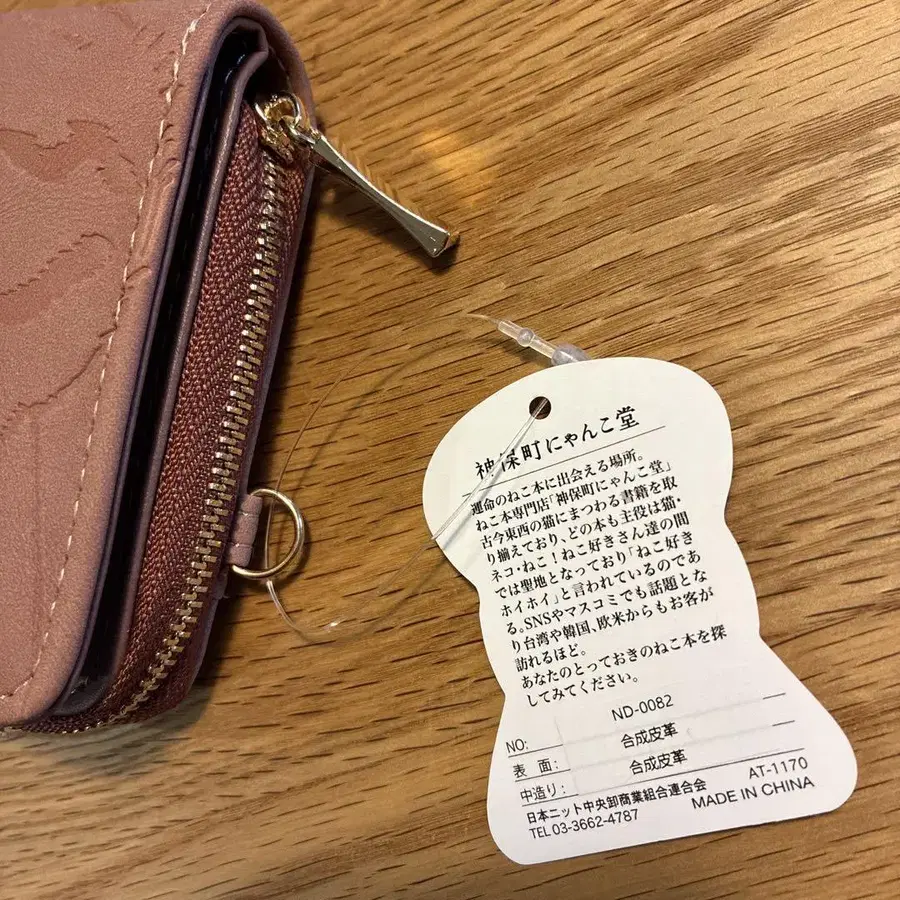 神保町にゃんこ堂
運命のねこ本に出会える場所。
ねこ本専門店「神保町にゃんこ堂」
古今東西の猫にまつわる書籍を取
り揃えており、どの本も主役は猫・
ネコ・ねこ!ねこ好きさん達の間
では聖地となっており「ねこ好き
ホイホイ」と言われているのであ
る。SNSやマスコミでも話題とな
り台湾や韓国、欧米からもお客が
訪れるほど。
あなたのとっておきのねこ本を探
してみてください。
NO: ND-0082
表 面: 合成皮革
中造り: 合成皮革
日本ニット中央卸商業組合連合会 AT-1170
TEL 03-3662-4787 MADE IN CHINA